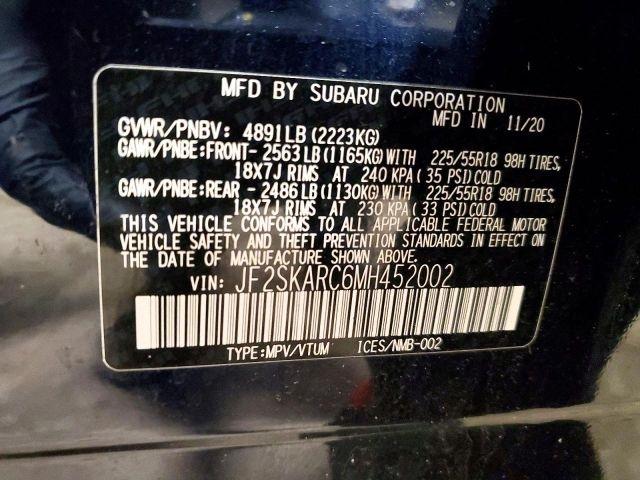 MFD BY SUBARU CORPORATION
MFD IN 11/20
GVWR/PNBV: 4891LB (2223KG)
GAWR/PNBE:FRONT- 2563LB (1165KG) WITH 225/55R18 98H TIRES,
18X7J RIMS AT 240 KPA ( 35 PSI) COLD
GAWR/PNBE:REAR - 2486LB (1130KG) WITH 225/55R18 98H TIRES,
18X7J RIMS AT 230 KPA ( 33 PSI) COLD
THIS VEHICLE CONFORMS TO ALL APPLICABLE FEDERAL MOTOR
VEHICLE SAFETY AND THEFT PREVENTION STANDARDS IN EFFECT ON
THE DATE OF MANUFACTURE SHOWN ABOVE.
VIN: JF2SKARC6MH452002
TYPE:MPV/VTUM ICES/NMB-002